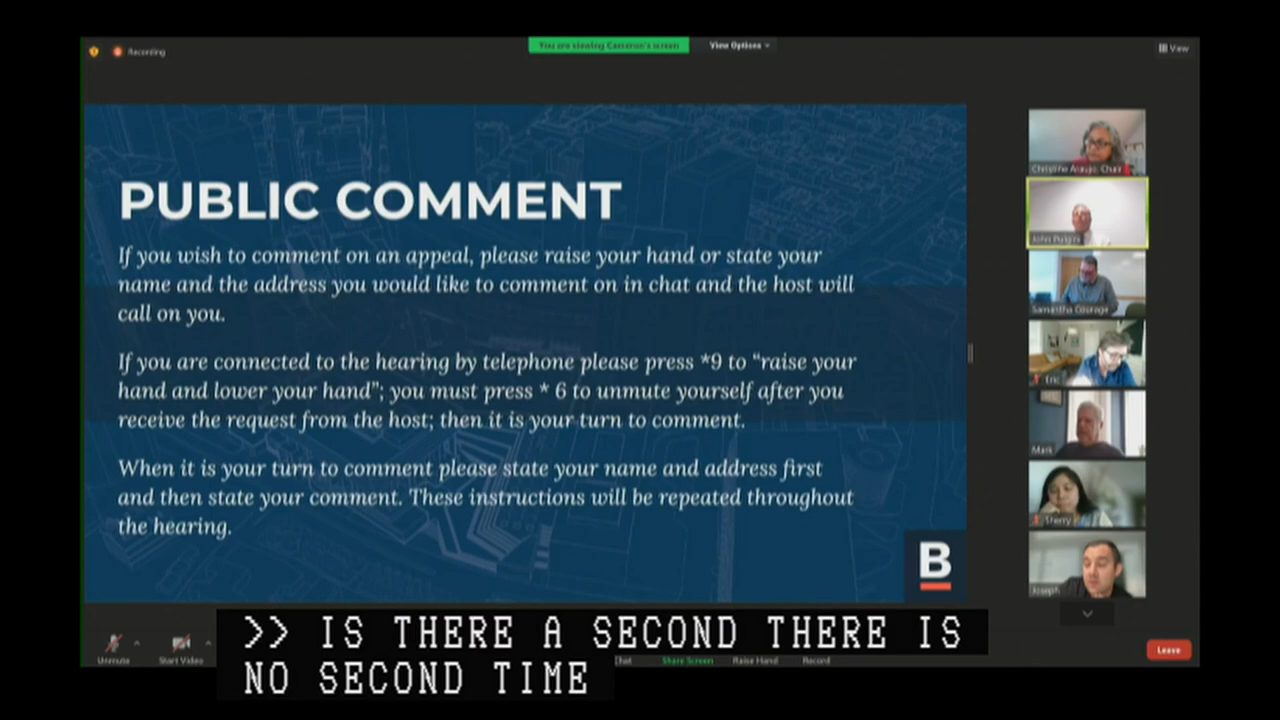 Recording
You are viewing Cameron's screen
View Options
View
PUBLIC COMMENT
If you wish to comment on an appeal, please raise your hand or state your
name and the address you would like to comment on in chat and the host will
call on you.
If you are connected to the hearing by telephone please press *9 to “raise your
hand and lower your hand”; you must press * 6 to unmute yourself after you
receive the request from the host; then it is your turn to comment.
When it is your turn to comment please state your name and address first
and then state your comment. These instructions will be repeated throughout
the hearing.
B
Christine Araujo, Chair
John
Samantha
Eric
Mark
Sherry
Joseph
>> IS THERE A SECOND THERE IS
NO SECOND TIME
Unmute
Start Video
Chat
Share Screen
Raise Hand
Record
Leave